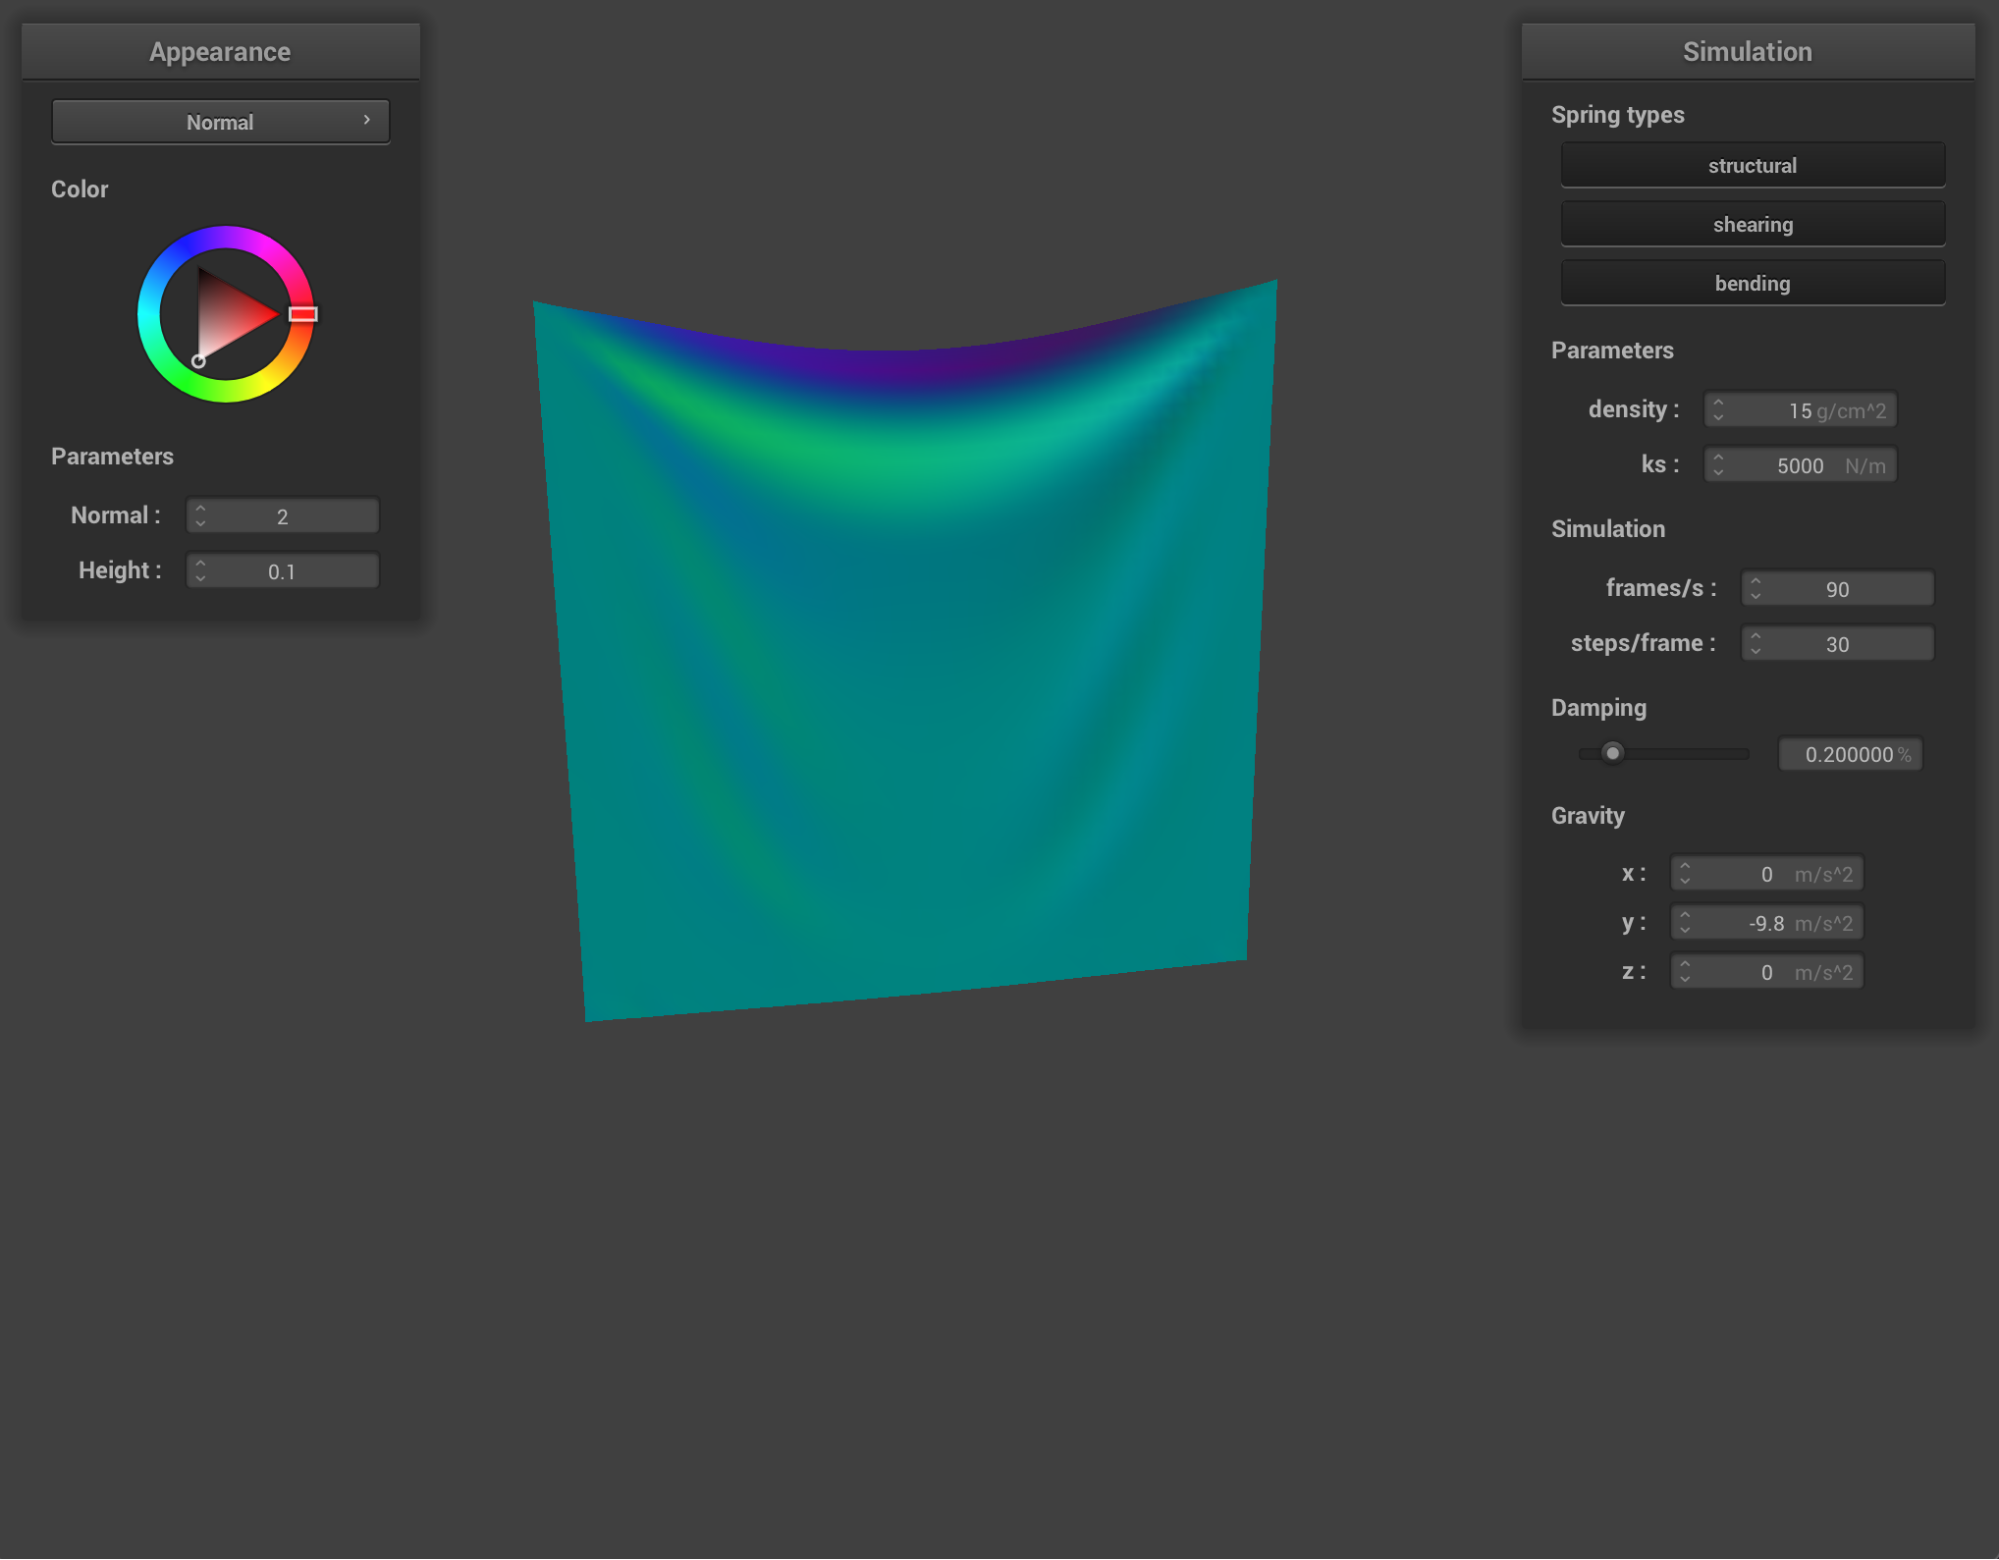 Appearance
Normal
Color
Parameters
Normal : 2
Height : 0.1
Simulation
Spring types
structural
shearing
bending
Parameters
density : 15 g/cm^2
ks : 5000 N/m
Simulation
frames/s : 90
steps/frame : 30
Damping
0.200000 %
Gravity
x : 0 m/s^2
y : -9.8 m/s^2
z : 0 m/s^2